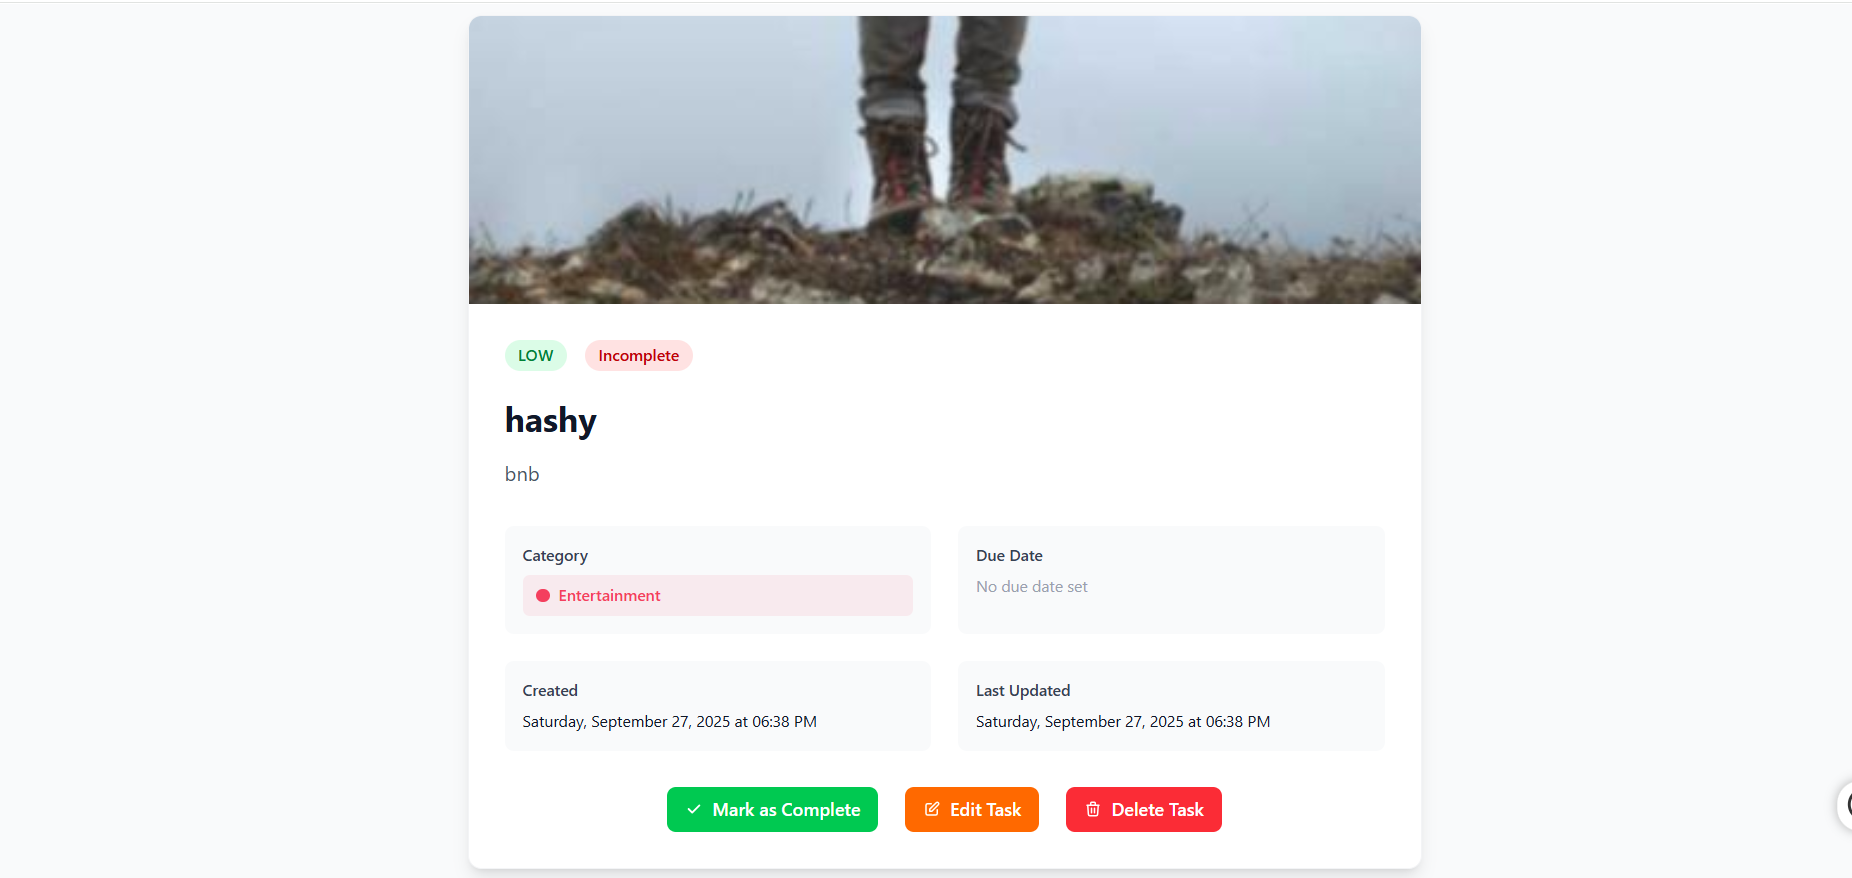 LOW Incomplete
hashy
bnb
Category
Entertainment
Due Date
No due date set
Created
Saturday, September 27, 2025 at 06:38 PM
Last Updated
Saturday, September 27, 2025 at 06:38 PM
Mark as Complete Edit Task Delete Task